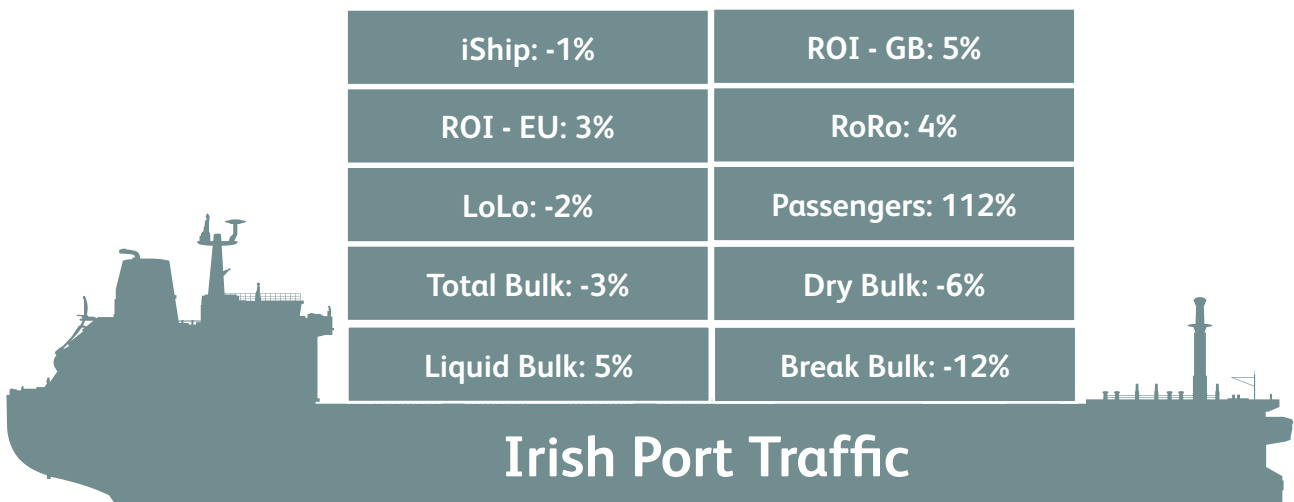 iShip: -1%
ROI - GB: 5%
ROI - EU: 3%
RoRo: 4%
LoLo: -2%
Passengers: 112%
Total Bulk: -3%
Dry Bulk: -6%
Liquid Bulk: 5%
Break Bulk: -12%
Irish Port Traffic